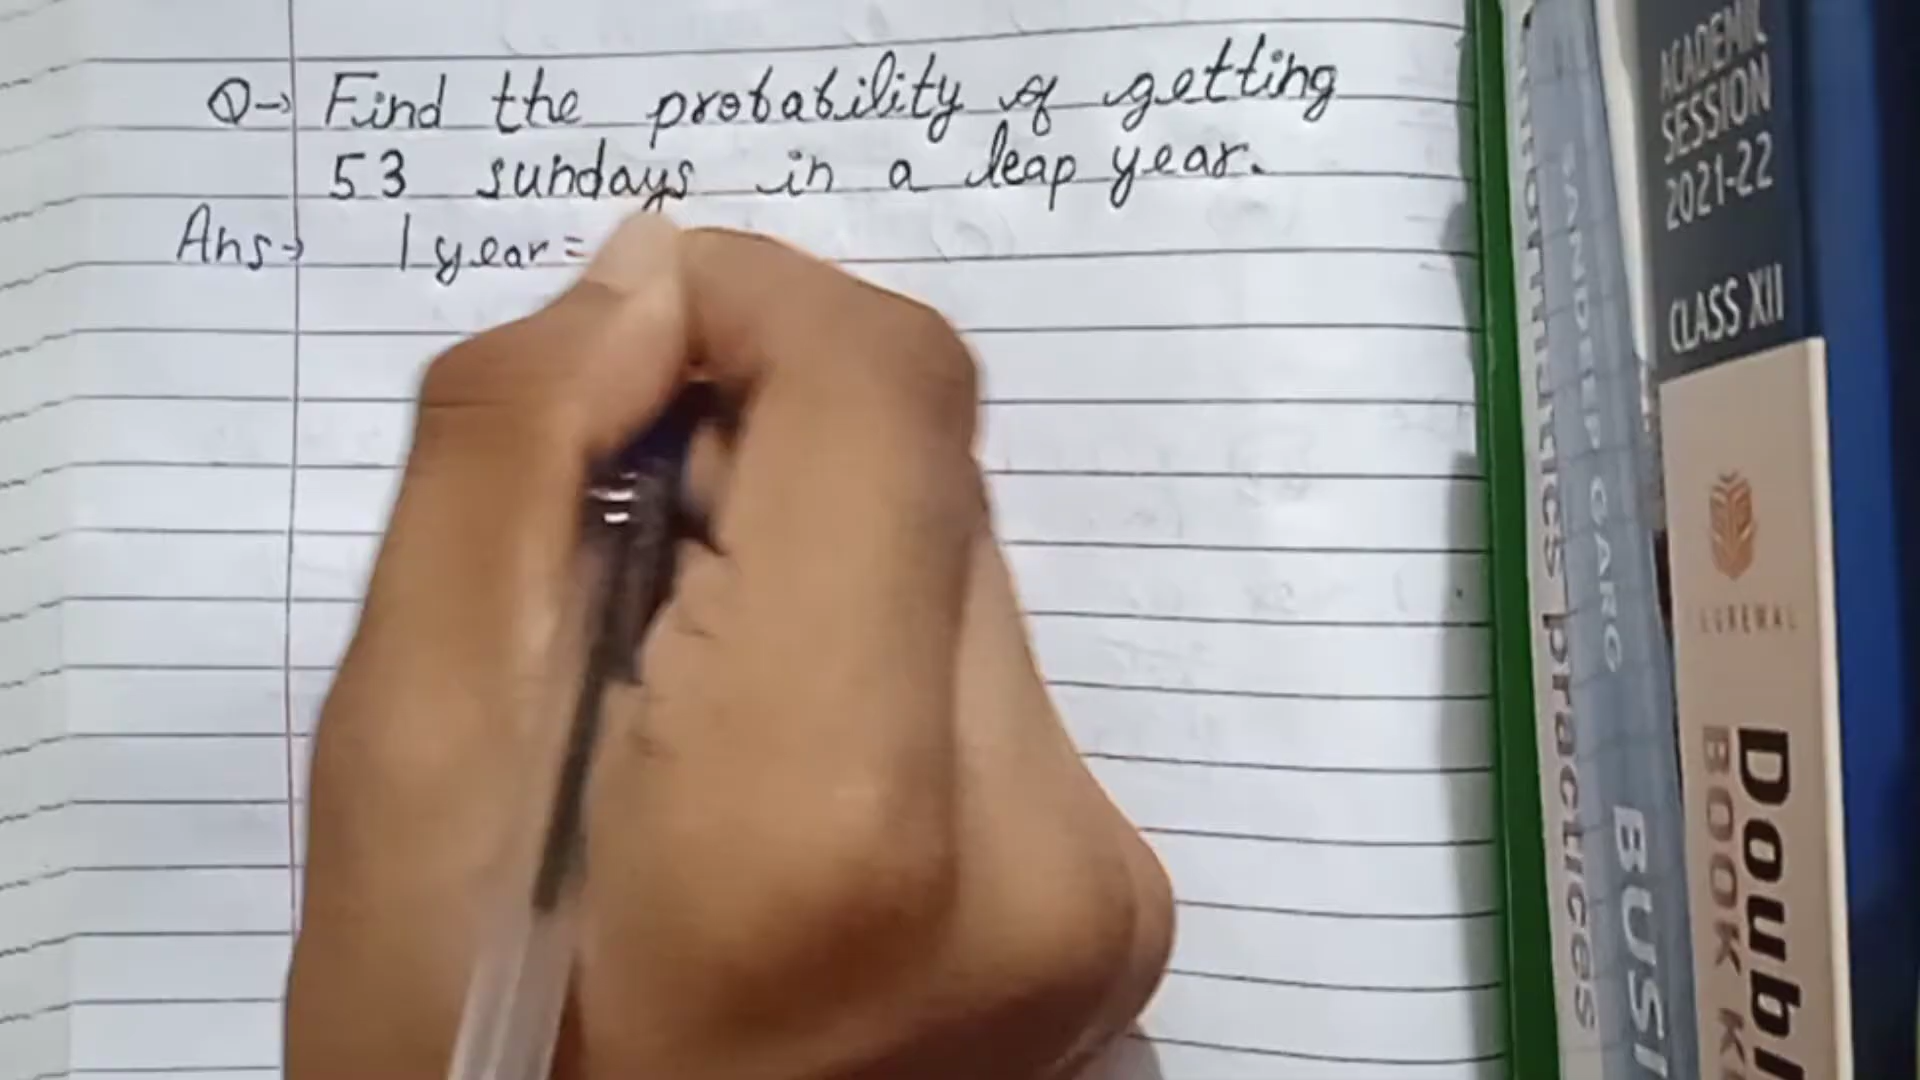 Q→ Find the probability of getting
53 sundays in a leap year.
Ans→ 1 year =
practices
SANDEEP GARG
BUSI
ACADEMIC
SESSION
2021-22
CLASS XII
Doubl
BOOK K